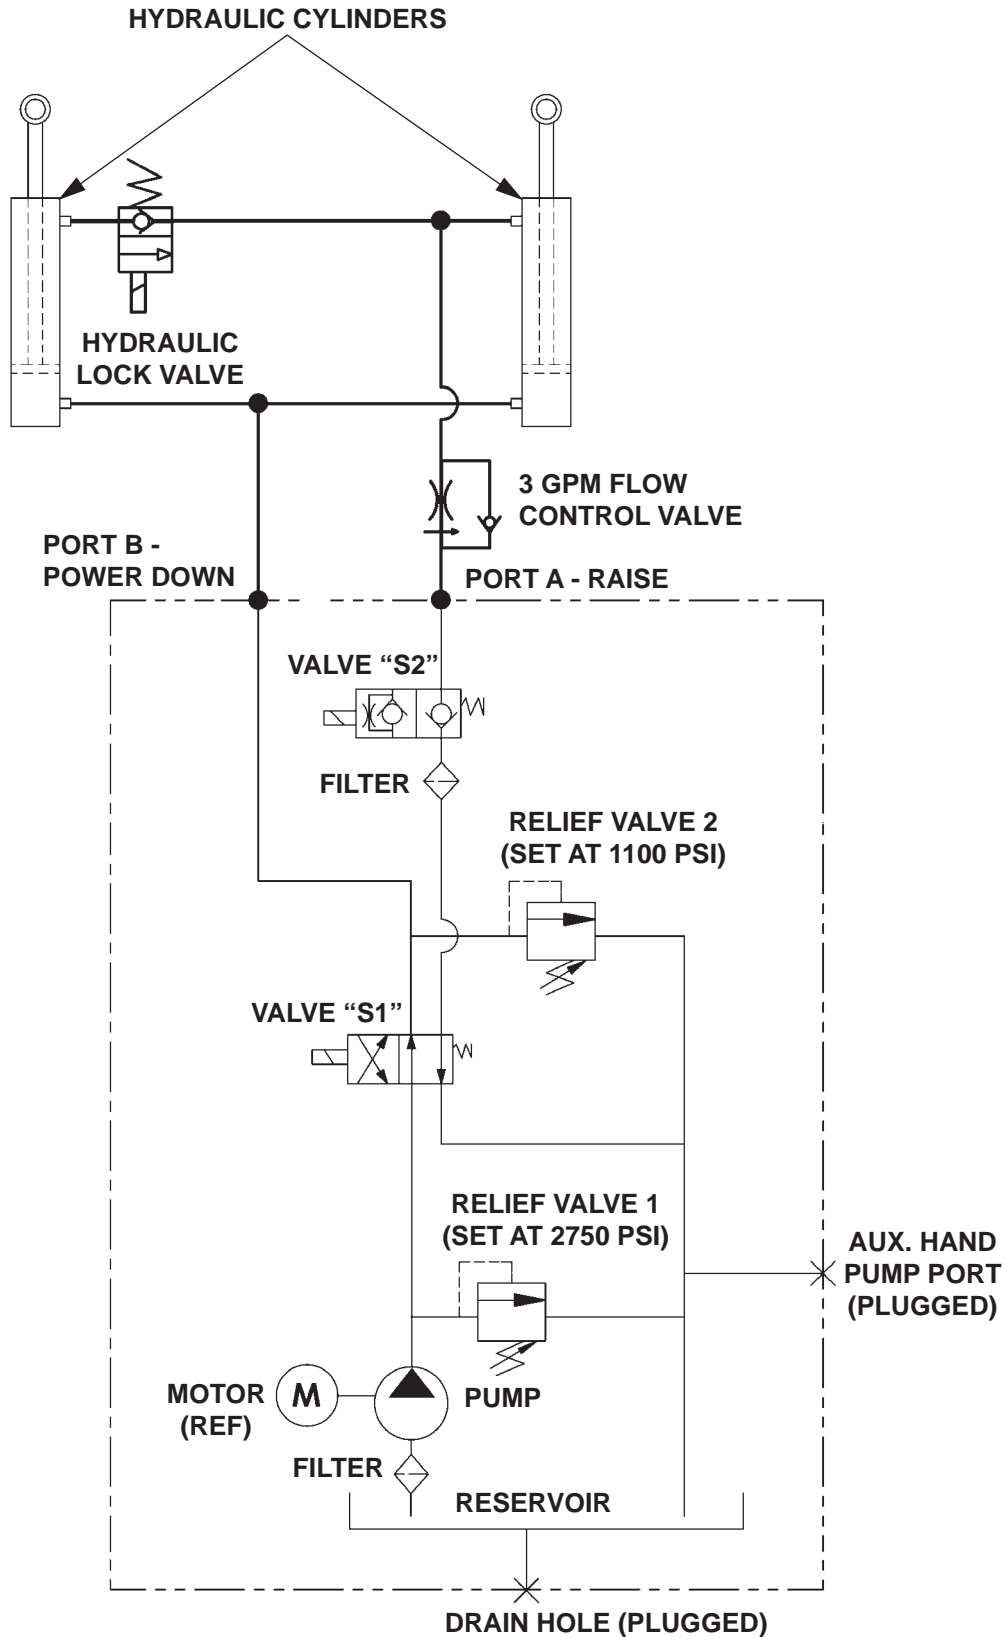 HYDRAULIC CYLINDERS
HYDRAULIC
LOCK VALVE
3 GPM FLOW
CONTROL VALVE
PORT B -
POWER DOWN
PORT A - RAISE
VALVE “S2”
FILTER
RELIEF VALVE 2
(SET AT 1100 PSI)
VALVE “S1”
RELIEF VALVE 1
(SET AT 2750 PSI)
AUX. HAND
PUMP PORT
(PLUGGED)
MOTOR
(REF)
M
PUMP
FILTER
RESERVOIR
DRAIN HOLE (PLUGGED)